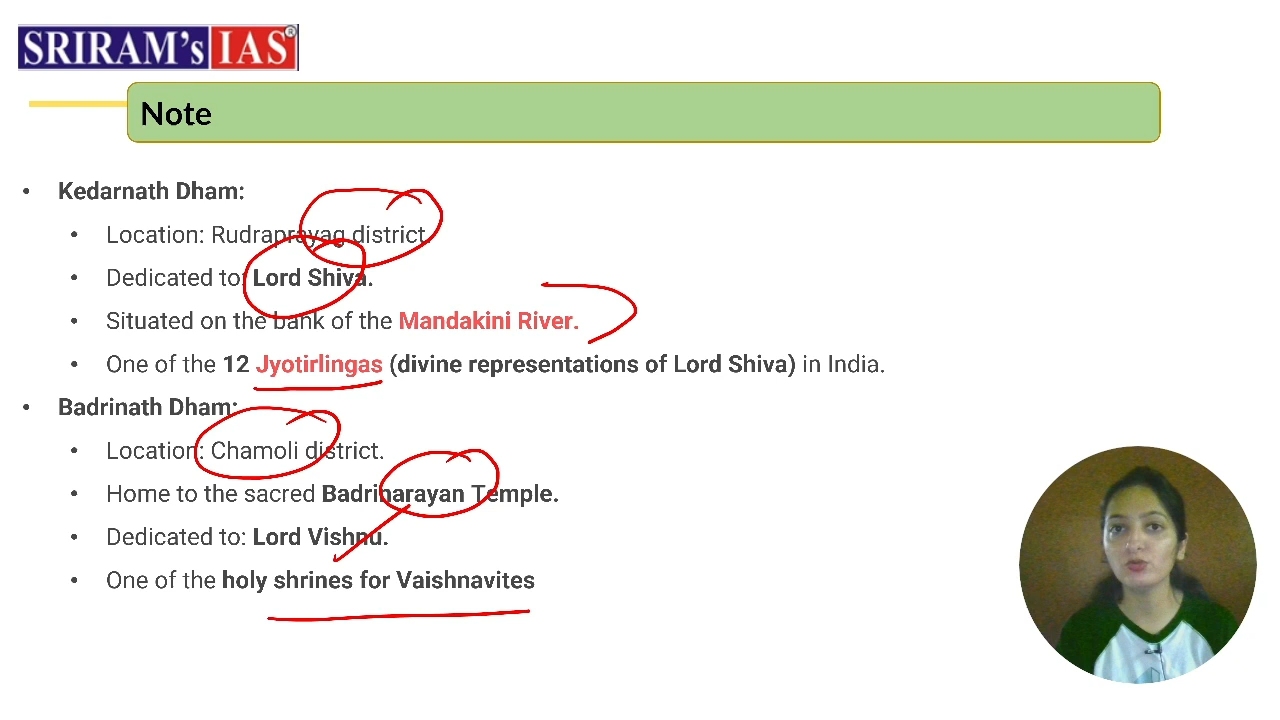 SRIRAM's IAS®
Note
• Kedarnath Dham:
• Location: Rudraprayag district.
• Dedicated to: Lord Shiva.
• Situated on the bank of the Mandakini River.
• One of the 12 Jyotirlingas (divine representations of Lord Shiva) in India.
• Badrinath Dham:
• Location: Chamoli district.
• Home to the sacred Badrinarayan Temple.
• Dedicated to: Lord Vishnu.
• One of the holy shrines for Vaishnavites